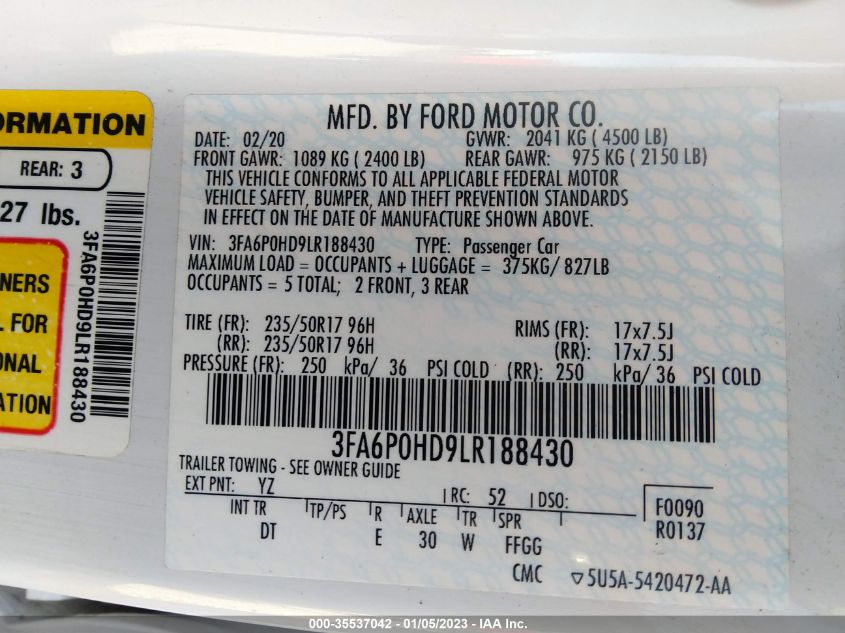 ORMATION
REAR: 3
27 lbs.
NERS
L FOR
ONAL
ATION
3FA6P0HD9LR188430
MFD. BY FORD MOTOR CO.
DATE: 02/20 GVWR: 2041 KG ( 4500 LB)
FRONT GAWR: 1089 KG ( 2400 LB) REAR GAWR: 975 KG ( 2150 LB)
THIS VEHICLE CONFORMS TO ALL APPLICABLE FEDERAL MOTOR
VEHICLE SAFETY, BUMPER, AND THEFT PREVENTION STANDARDS
IN EFFECT ON THE DATE OF MANUFACTURE SHOWN ABOVE.
VIN: 3FA6P0HD9LR188430 TYPE: Passenger Car
MAXIMUM LOAD = OCCUPANTS + LUGGAGE = 375KG/ 827LB
OCCUPANTS = 5 TOTAL; 2 FRONT, 3 REAR
TIRE (FR): 235/50R17 96H RIMS (FR): 17x7.5J
(RR): 235/50R17 96H (RR): 17x7.5J
PRESSURE (FR): 250 kPa/ 36 PSI COLD (RR): 250 kPa/ 36 PSI COLD
3FA6P0HD9LR188430
TRAILER TOWING - SEE OWNER GUIDE
EXT PNT: YZ RC: 52 DSO: F0090
INT TR TP/PS R AXLE TR SPR R0137
DT E 30 W FFGG
CMC ▽5U5A-5420472-AA
000-35537042 - 01/05/2023 - IAA Inc.